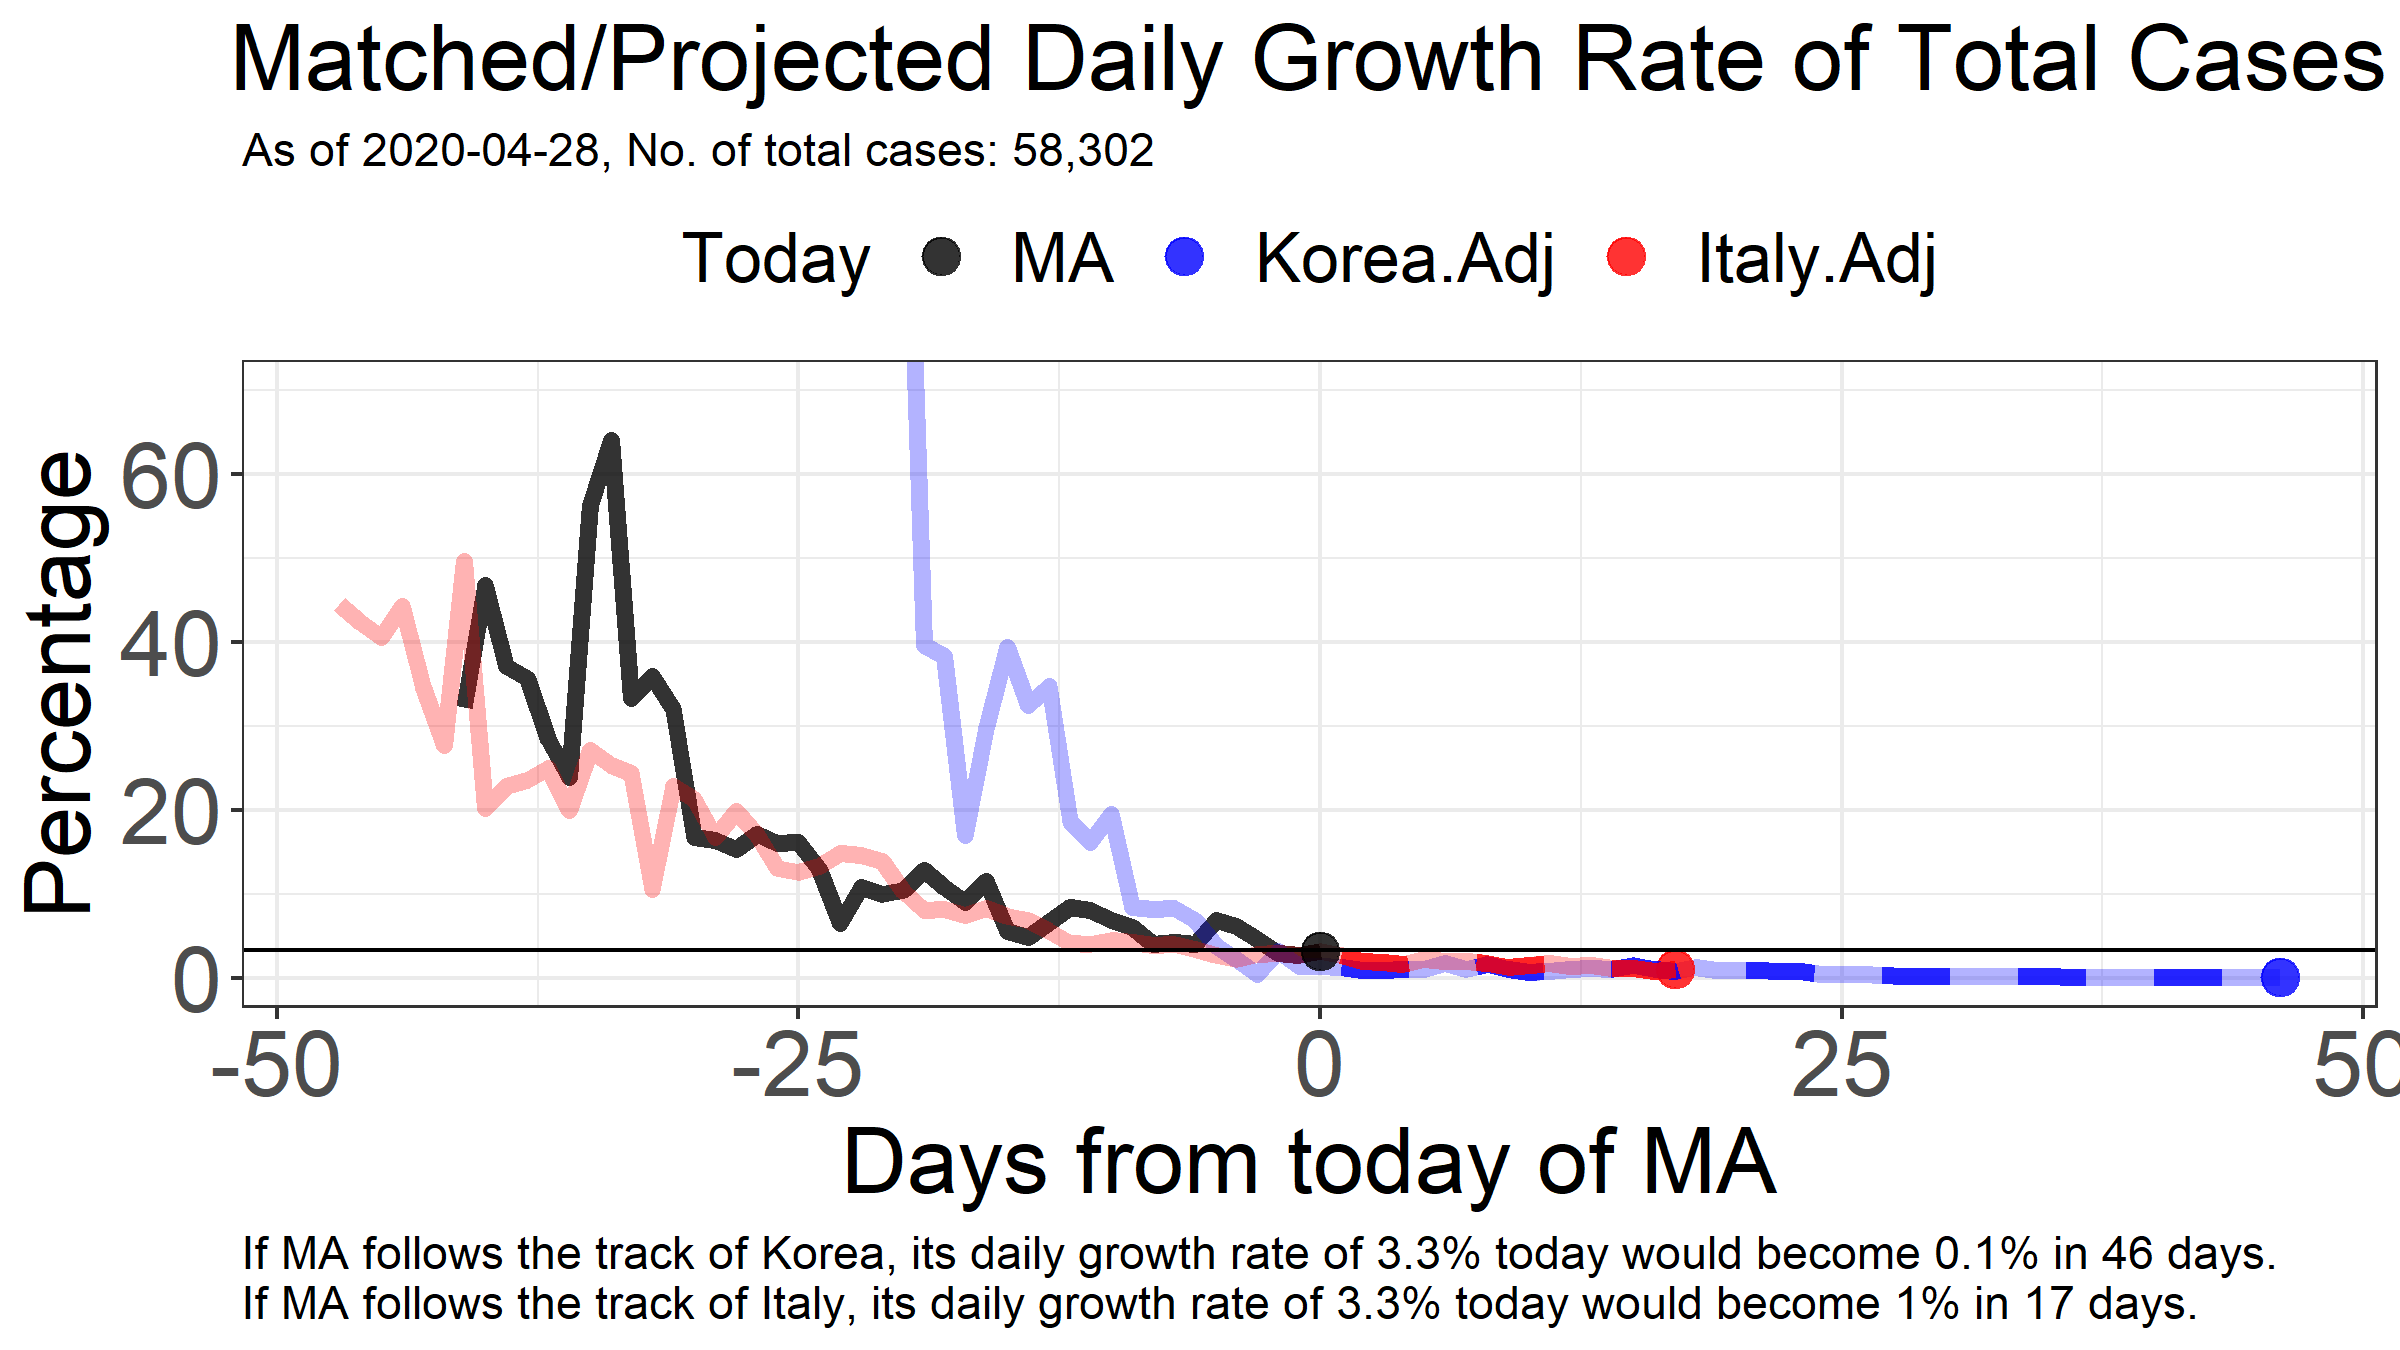 Matched/Projected Daily Growth Rate of Total Cases
As of 2020-04-28, No. of total cases: 58,302
Today MA Korea.Adj Italy.Adj
Percentage
60
40
20
0
-50 -25 0 25 50
Days from today of MA
If MA follows the track of Korea, its daily growth rate of 3.3% today would become 0.1% in 46 days.
If MA follows the track of Italy, its daily growth rate of 3.3% today would become 1% in 17 days.